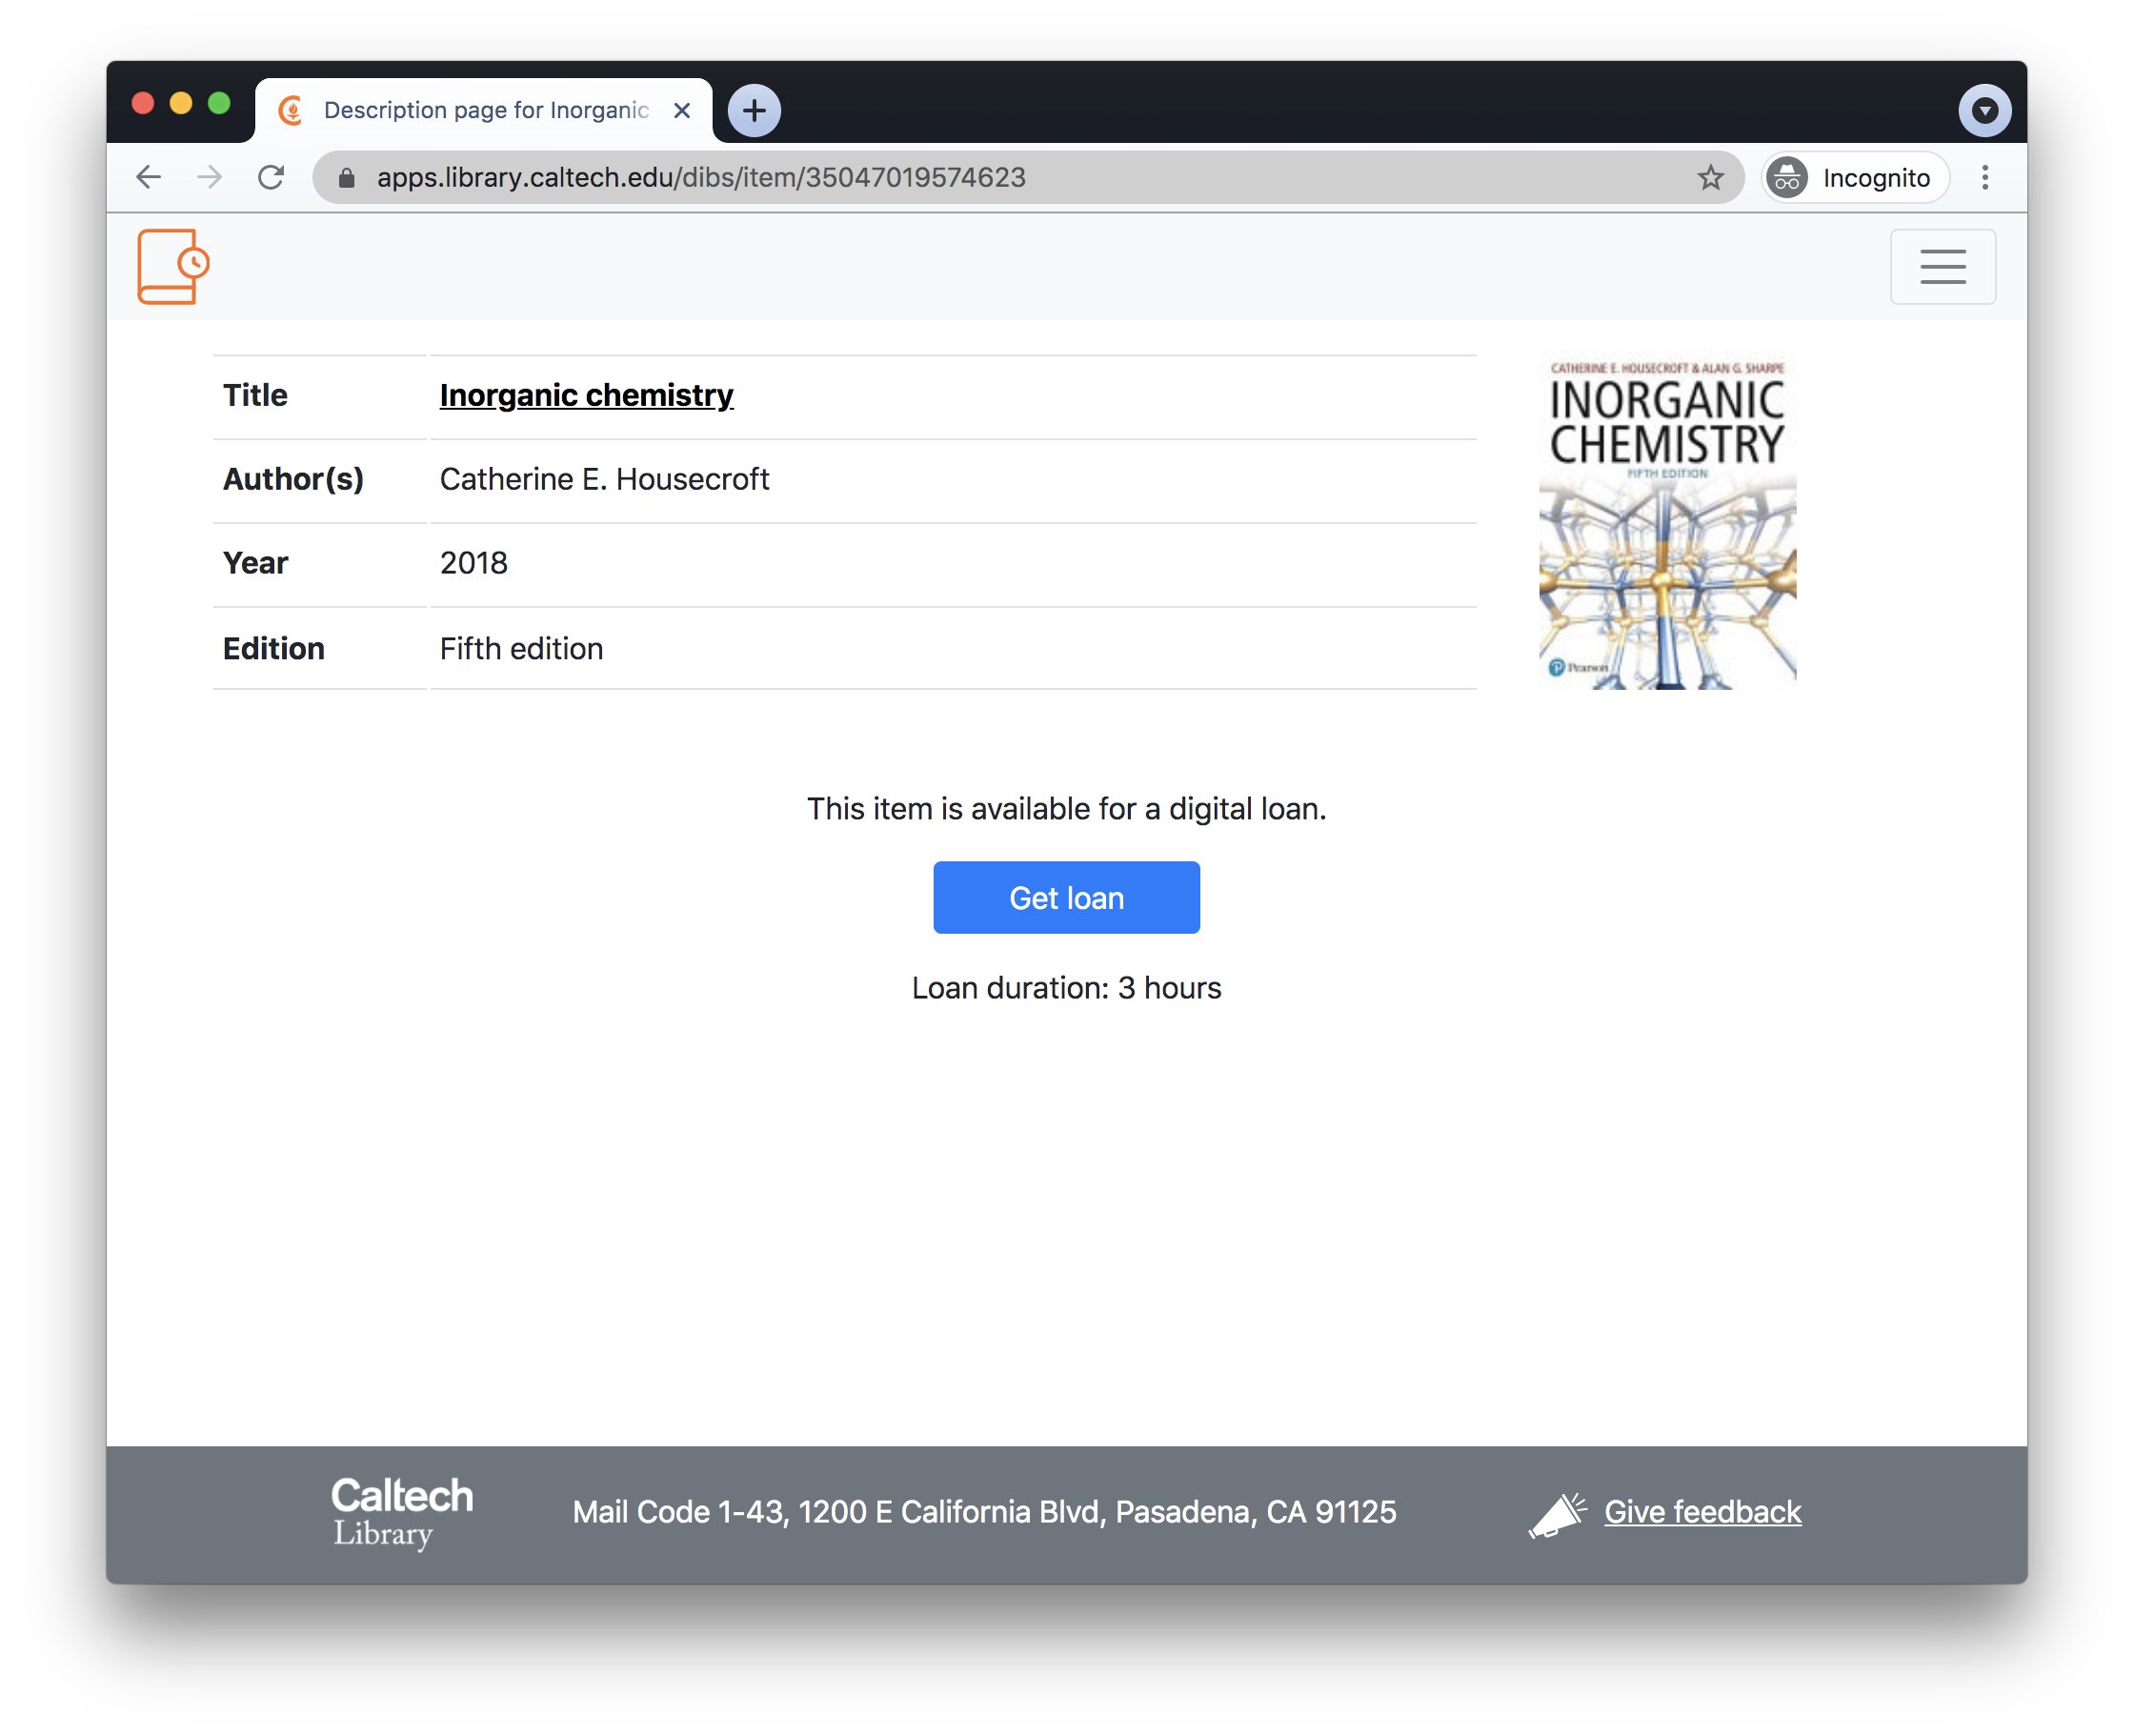 Description page for Inorganic
apps.library.caltech.edu/dibs/item/35047019574623
Incognito
Title Inorganic chemistry
Author(s) Catherine E. Housecroft
Year 2018
Edition Fifth edition
CATHERINE E. HOUSECROFT & ALAN G. SHARPE
INORGANIC
CHEMISTRY
FIFTH EDITION
Pearson
This item is available for a digital loan.
Get loan
Loan duration: 3 hours
Caltech
Library
Mail Code 1-43, 1200 E California Blvd, Pasadena, CA 91125
Give feedback